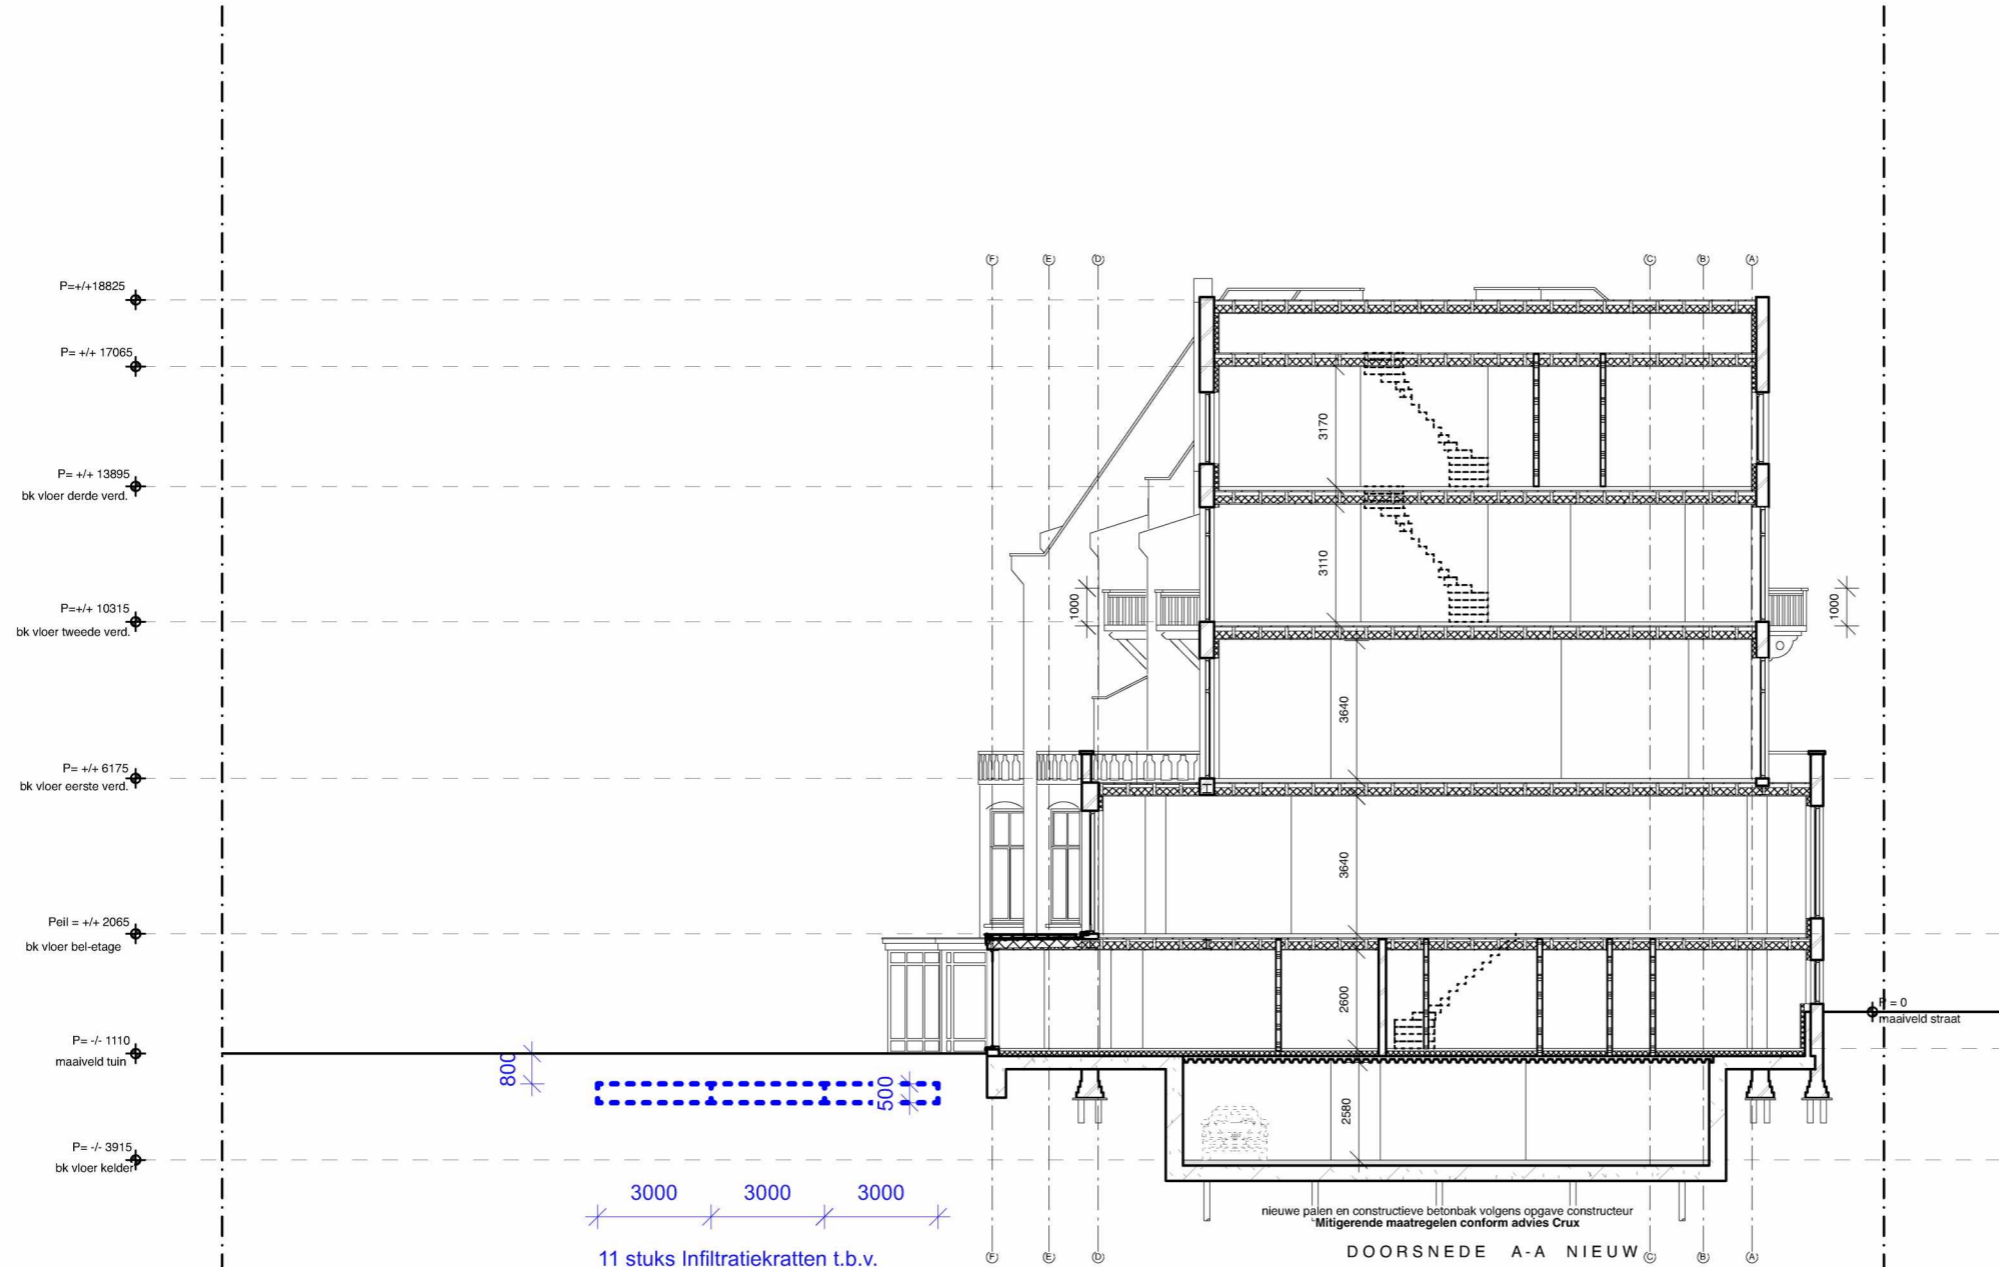 F E D C B A
P=+/+18825
P= +/+ 17065
3170
P= +/+ 13895
bk vloer derde verd.
3110
P=+/+ 10315
bk vloer tweede verd.
1000
1000
3640
P= +/+ 6175
bk vloer eerste verd.
3640
Peil = +/+ 2065
bk vloer bel-etage
2600
P = 0
maaiveld straat
P= -/- 1110
maaiveld tuin
800
500
2580
P= -/- 3915
bk vloer kelder
3000 3000 3000
nieuwe palen en constructieve betonbak volgens opgave constructeur
Mitigerende maatregelen conform advies Crux
11 stuks Infiltratiekratten t.b.v.
DOORSNEDE A-A NIEUW
F E D C B A